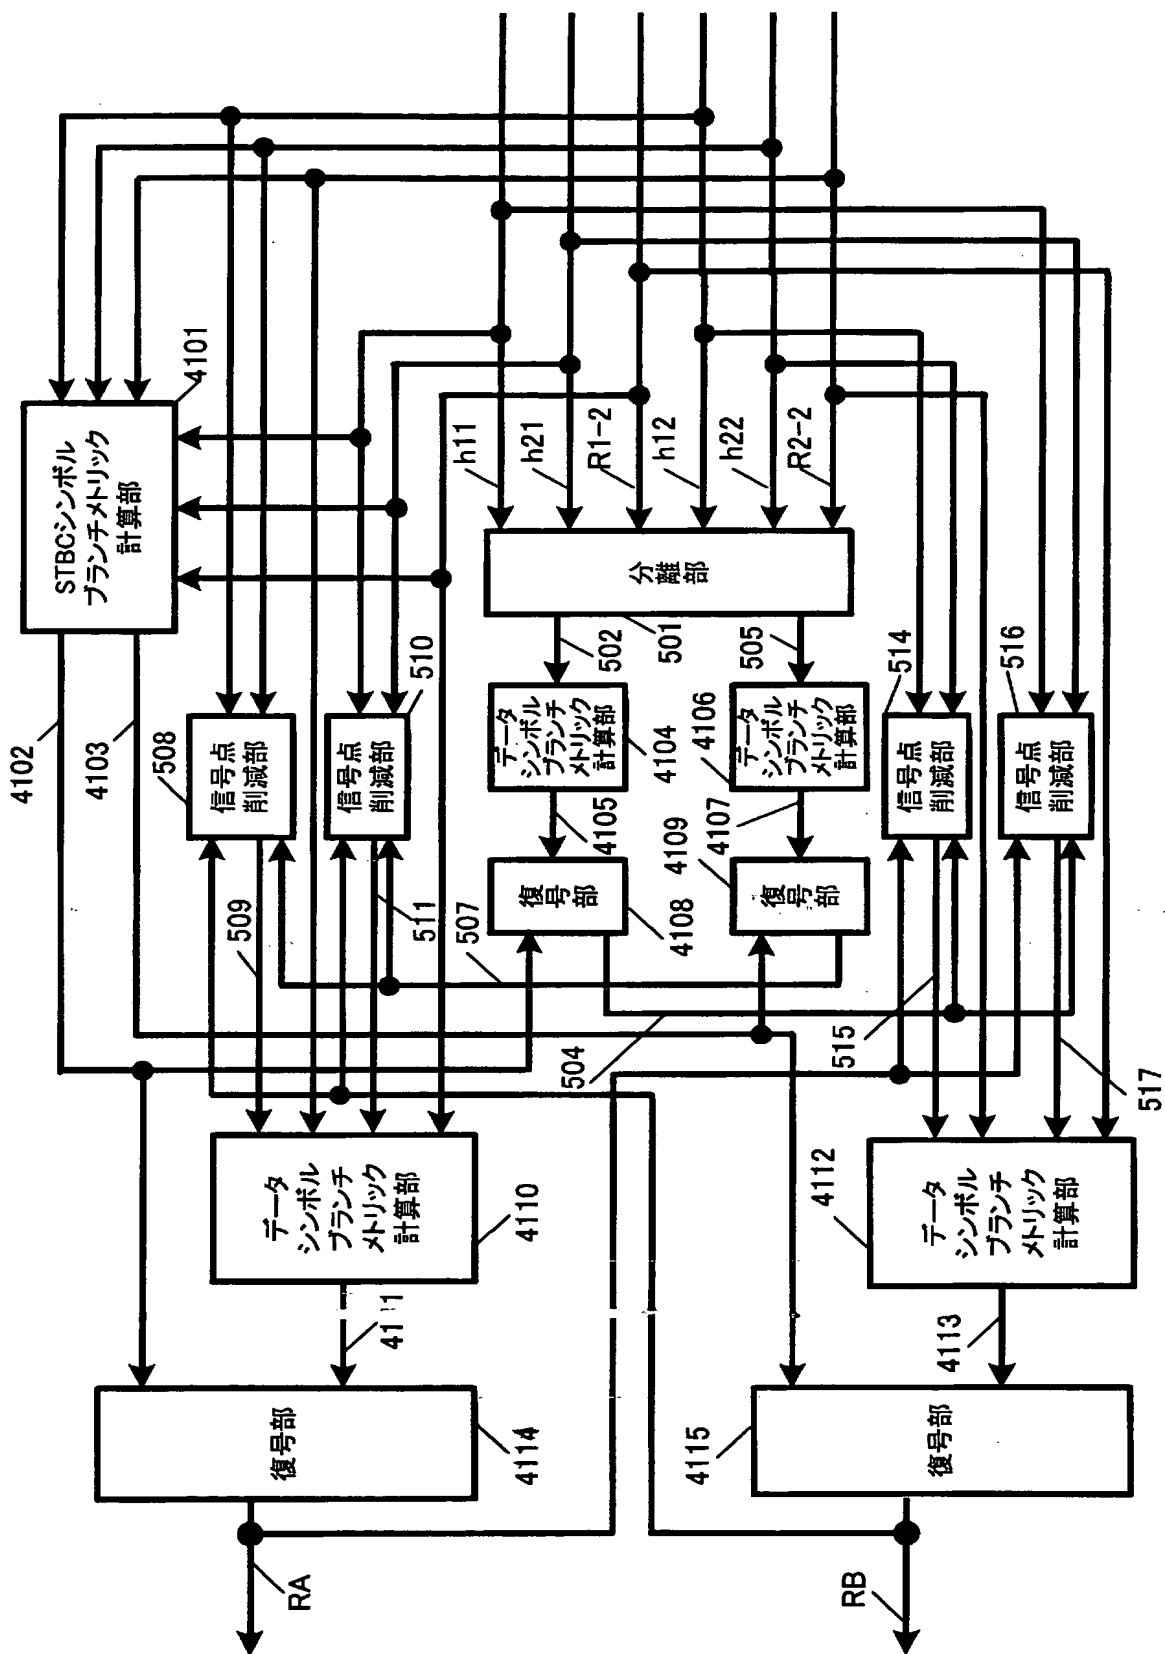 4102
4103
STBCシンボル
ブランチメトリック
計算部
4101
508
信号点
削減部
信号点
削減部
510
509
511
507
h11
h21
R1-2
h12
h22
R2-2
分離部
501
502
505
データ
シンボル
ブランチ
メトリック
計算部
4104
4105
データ
シンボル
ブランチ
メトリック
計算部
4106
4107
復号部
4108
復号部
4109
信号点
削減部
514
信号点
削減部
516
504
515
517
データ
シンボル
ブランチ
メトリック
計算部
4110
4111
データ
シンボル
ブランチ
メトリック
計算部
4112
4113
復号部
4114
復号部
4115
RA
RB